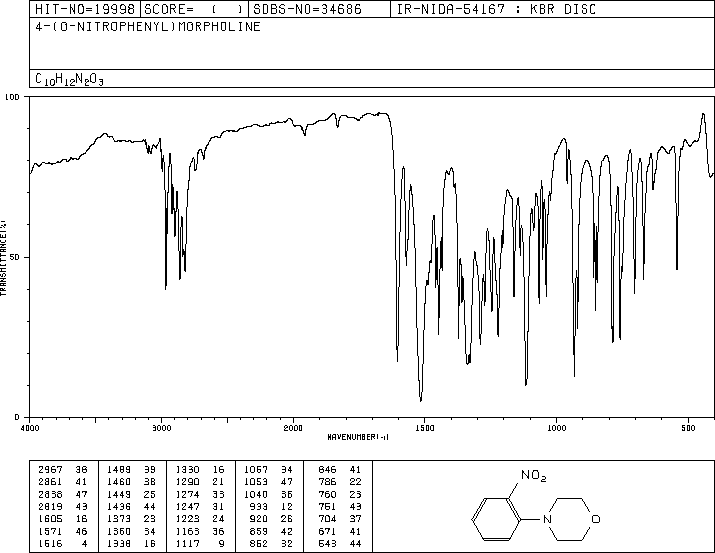 HIT-NO=19998 SCORE= ( ) SDBS-NO=34686 IR-NIDA-54167 : KBR DISC
4-(O-NITROPHENYL)MORPHOLINE
C10H12N2O3
100
50
0
TRANSMITTANCE(%)
4000 3000 2000 1500 1000 500
WAVENUMBER(-1)
2967 38 1489 39 1330 16 1067 34 846 41
2861 41 1460 38 1290 21 1053 47 786 22
2838 47 1449 25 1274 33 1040 36 760 23
2819 43 1436 44 1247 31 933 12 751 43
1605 16 1373 23 1223 24 920 26 704 37
1571 46 1360 34 1163 36 859 42 671 41
1516 4 1338 16 1117 9 852 32 543 44
NO2
N
O